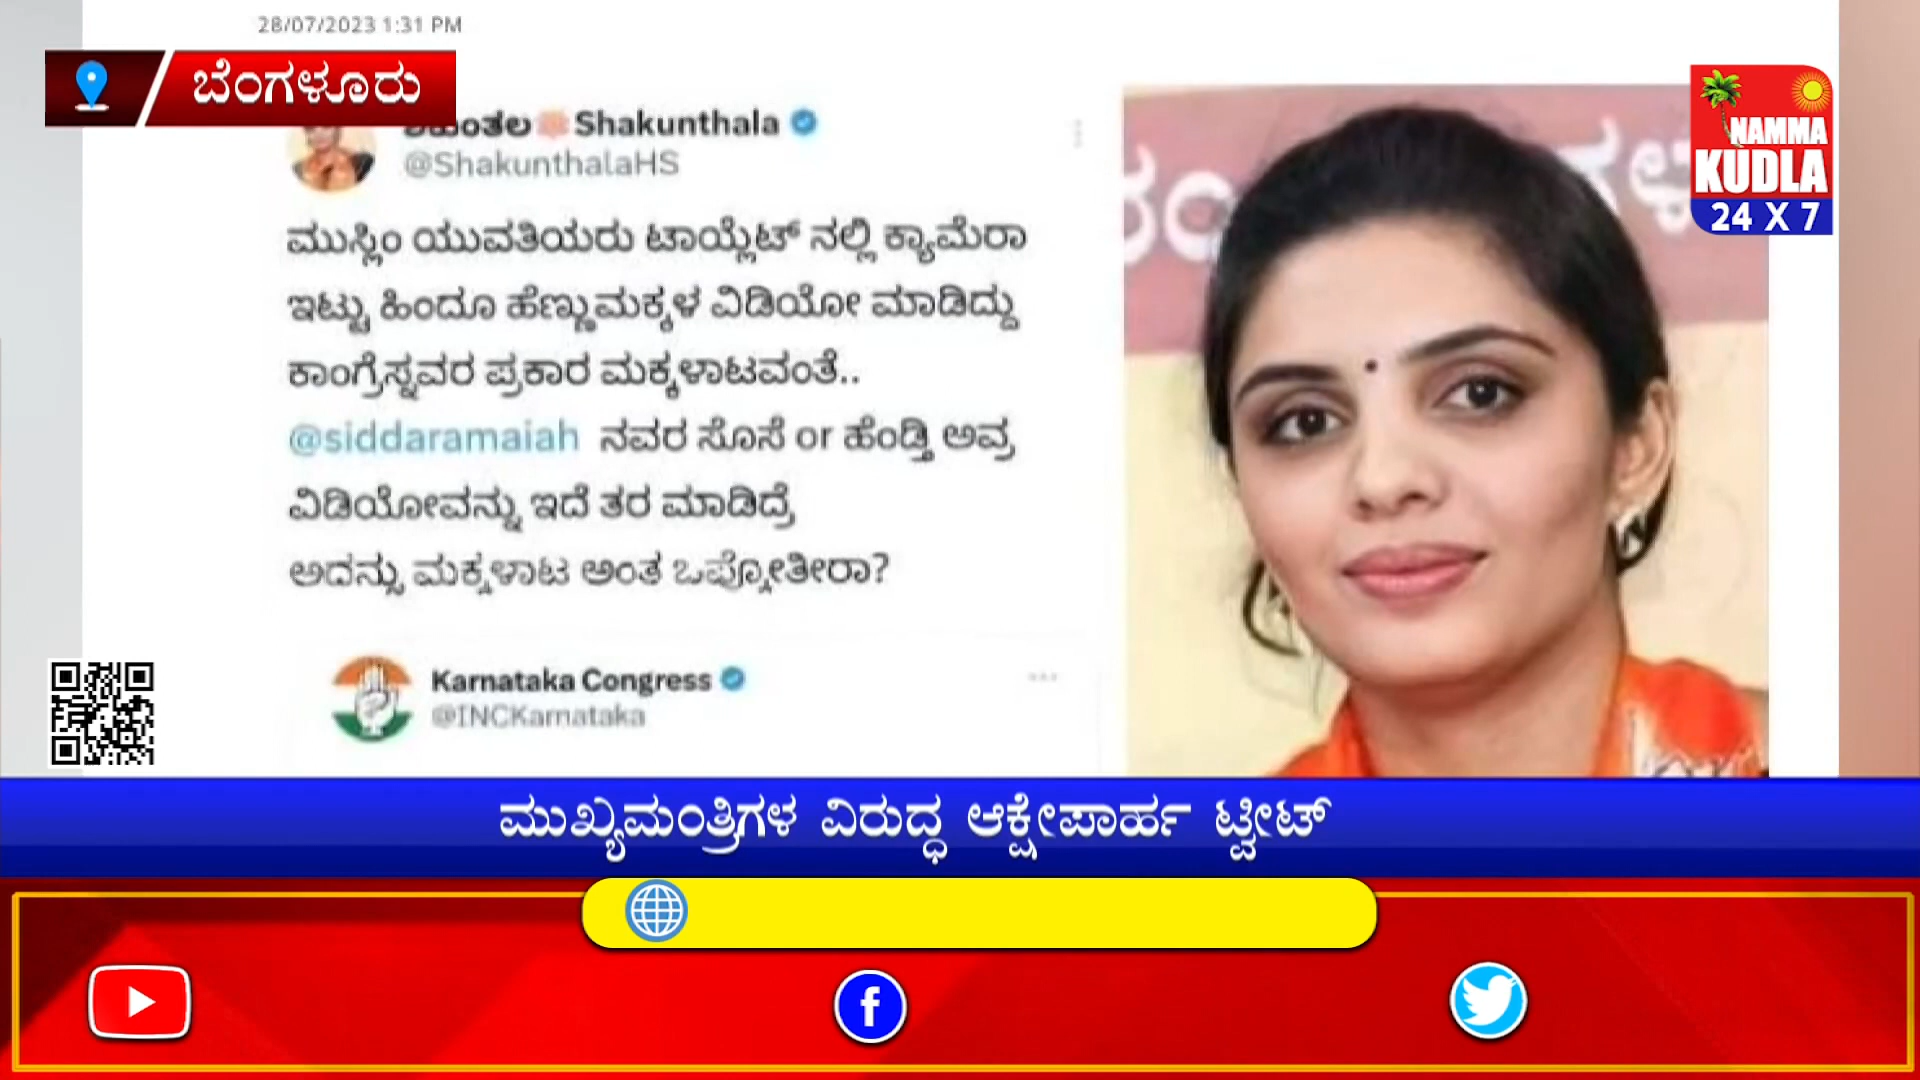 28/07/2023 1:31 PM
ಬೆಂಗಳೂರು
Shakunthala
@ShakunthalaHS
ಮುಸ್ಲಿಂ ಯುವತಿಯರು ಟಾಯ್ಲೆಟ್ ನಲ್ಲಿ ಕ್ಯಾಮೆರಾ
ಇಟ್ಟು ಹಿಂದೂ ಹೆಣ್ಣುಮಕ್ಕಳ ವಿಡಿಯೋ ಮಾಡಿದ್ದು
ಕಾಂಗ್ರೆಸ್ನವರ ಪ್ರಕಾರ ಮಕ್ಕಳಾಟವಂತೆ..
@siddaramaiah ನವರ ಸೊಸೆ or ಹೆಂಡ್ತಿ ಅವ್ರ
ವಿಡಿಯೋವನ್ನು ಇದೆ ತರ ಮಾಡಿದ್ರೆ
ಅದನ್ನು ಮಕ್ಕಳಾಟ ಅಂತ ಒಪ್ಕೋತೀರಾ?
Karnataka Congress
@INCKarnataka
NAMMA
KUDLA
24 X 7
ಮುಖ್ಯಮಂತ್ರಿಗಳ ವಿರುದ್ಧ ಆಕ್ಷೇಪಾರ್ಹ ಟ್ವೀಟ್